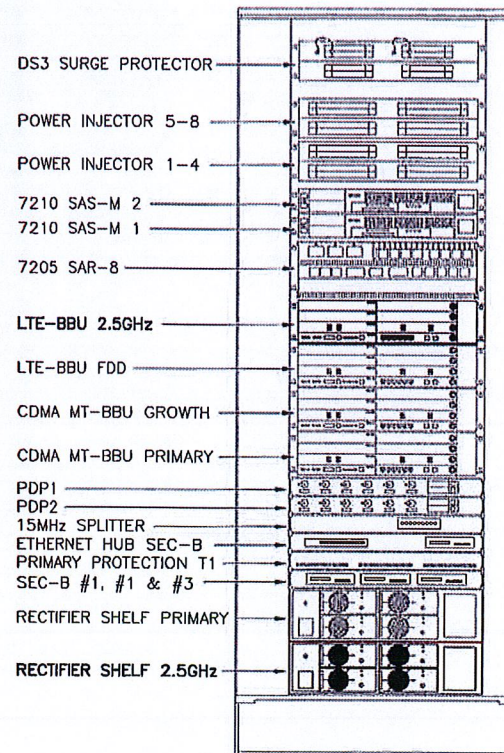 DS3 SURGE PROTECTOR
POWER INJECTOR 5-8
POWER INJECTOR 1-4
7210 SAS-M 2
7210 SAS-M 1
7205 SAR-8
LTE-BBU 2.5GHz
LTE-BBU FDD
CDMA MT-BBU GROWTH
CDMA MT-BBU PRIMARY
PDP1
PDP2
15MHz SPLITTER
ETHERNET HUB SEC-B
PRIMARY PROTECTION T1
SEC-B #1, #1 & #3
RECTIFIER SHELF PRIMARY
RECTIFIER SHELF 2.5GHz